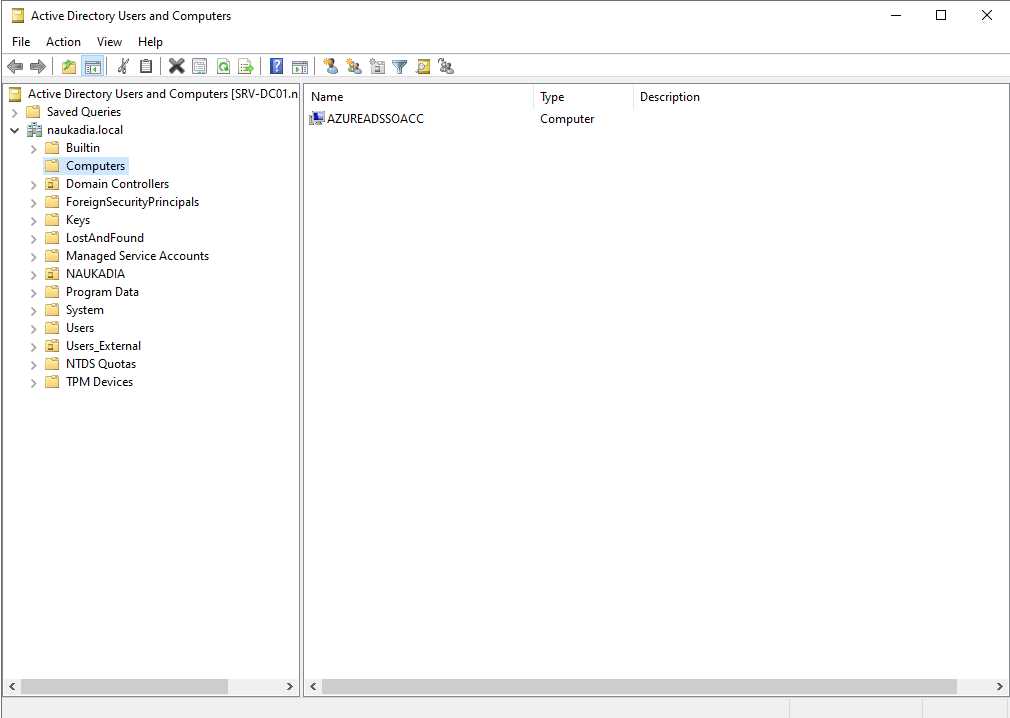 Active Directory Users and Computers
File Action View Help
Active Directory Users and Computers [SRV-DC01.n
Saved Queries
naukadia.local
Builtin
Computers
Domain Controllers
ForeignSecurityPrincipals
Keys
LostAndFound
Managed Service Accounts
NAUKADIA
Program Data
System
Users
Users_External
NTDS Quotas
TPM Devices
Name Type Description
AZUREADSSOACC Computer